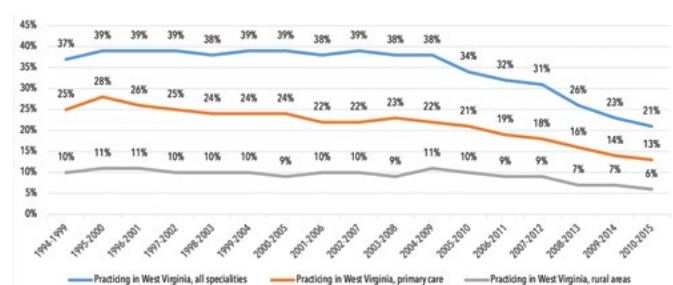 45%
40%
35%
30%
25%
20%
15%
10%
5%
0%
37% 39% 39% 39% 38% 39% 39% 38% 39% 38% 38% 34% 32% 31% 26% 23% 21%
25% 28% 26% 25% 24% 24% 24% 22% 22% 23% 22% 21% 19% 18% 16% 14% 13%
10% 11% 11% 10% 10% 10% 9% 10% 10% 9% 11% 10% 9% 9% 7% 7% 6%
1994-1999 1995-2000 1996-2001 1997-2002 1998-2003 1999-2004 2000-2005 2001-2006 2002-2007 2003-2008 2004-2009 2005-2010 2006-2011 2007-2012 2008-2013 2009-2014 2010-2015
Practicing in West Virginia, all specialities Practicing in West Virginia, primary care Practicing in West Virginia, rural areas